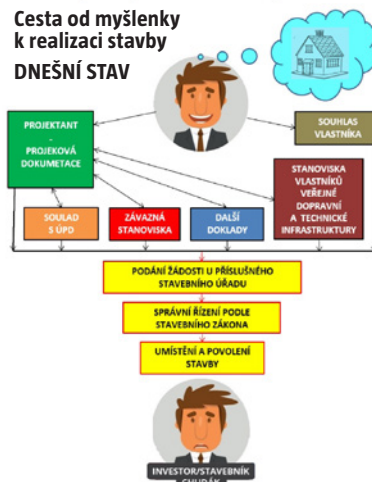 Cesta od myšlenky
k realizaci stavby
DNEŠNÍ STAV
PROJEKTANT
-
PROJEKOVÁ
DOKUMETACE
SOUHLAS
VLASTNÍKA
STANOVISKA
VLASTNÍKŮ
VEŘEJNÉ
DOPRAVNÍ
A TECHNICKÉ
INFRASTRUKTURY
SOULAD
S ÚPD
ZÁVAZNÁ
STANOVISKA
DALŠÍ
DOKLADY
PODÁNÍ ŽÁDOSTI U PŘÍSLUŠNÉHO
STAVEBNÍHO ÚŘADU
SPRÁVNÍ ŘÍZENÍ PODLE
STAVEBNÍHO ZÁKONA
UMÍSTĚNÍ A POVOLENÍ
STAVBY
INVESTOR/STAVEBNÍK